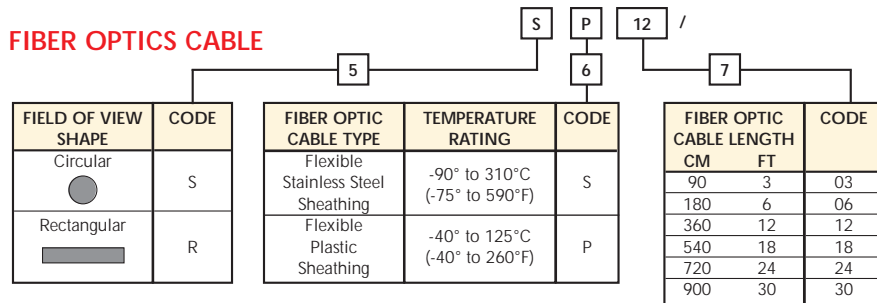 S P 12 /
FIBER OPTICS CABLE
5 6 7
FIELD OF VIEW SHAPE CODE
Circular S
Rectangular R
FIBER OPTIC CABLE TYPE TEMPERATURE RATING CODE
Flexible
Stainless Steel
Sheathing
-90° to 310°C
(-75° to 590°F)
S
Flexible
Plastic
Sheathing
-40° to 125°C
(-40° to 260°F)
P
FIBER OPTIC CABLE LENGTH CODE
CM FT
90 3 03
180 6 06
360 12 12
540 18 18
720 24 24
900 30 30